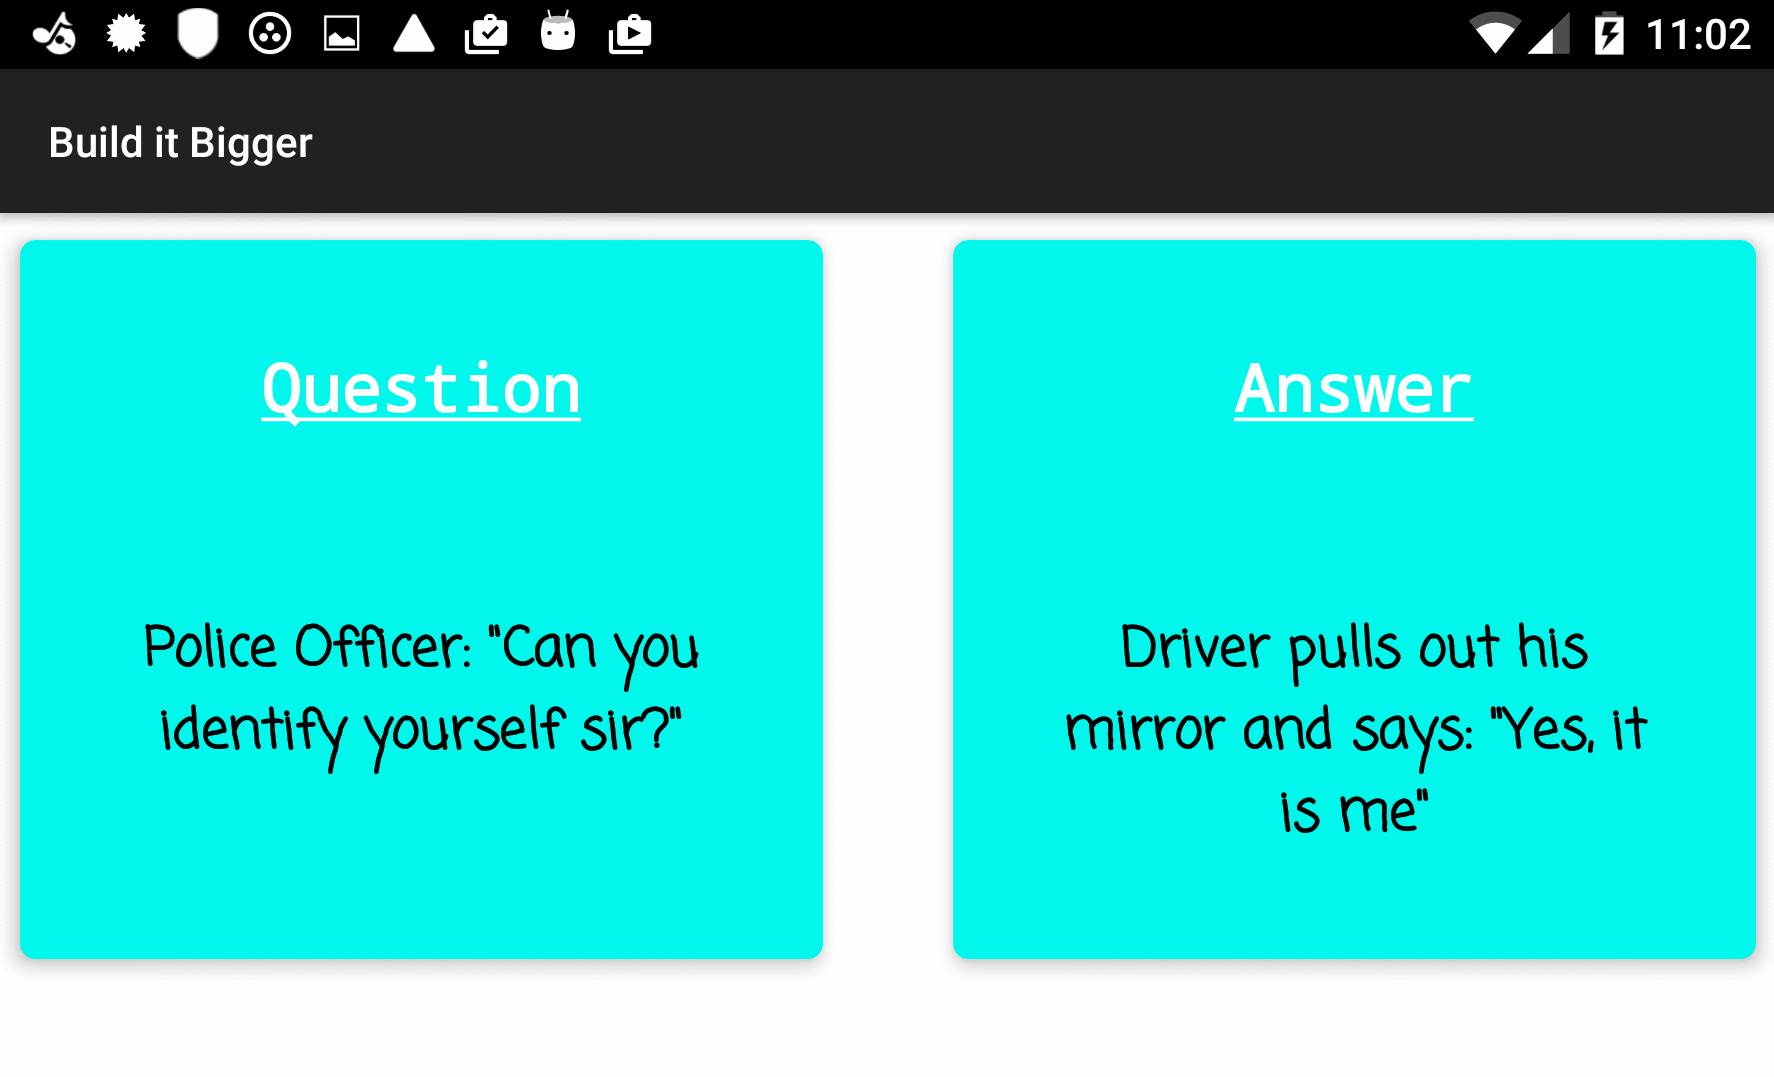 11:02
Build it Bigger
Question
Police Officer: "Can you
identify yourself sir?"
Answer
Driver pulls out his
mirror and says: "Yes, it
is me"